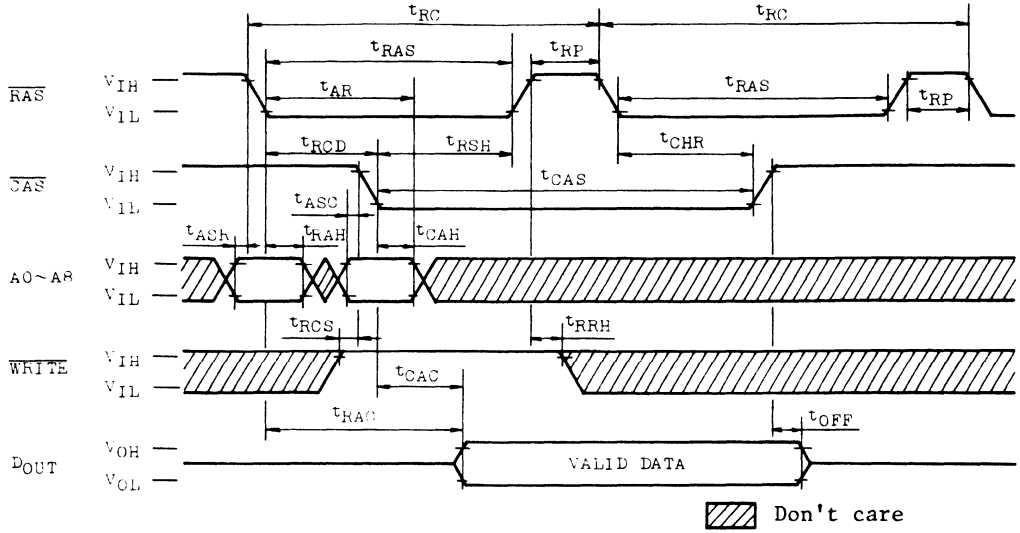 tRC tRC
tRAS tRP
tAR tRAS
RAS VIH
VIL tRP
tRCD tRSH tCHR
CAS VIH
tCAS
VIL
tASC
tASR tRAH tCAH
A0~A8 VIH
VIL
tRCS tRRH
WRITE VIH
VIL
tCAC
tRAC tOFF
DOUT VOH
VALID DATA
VOL
Don't care